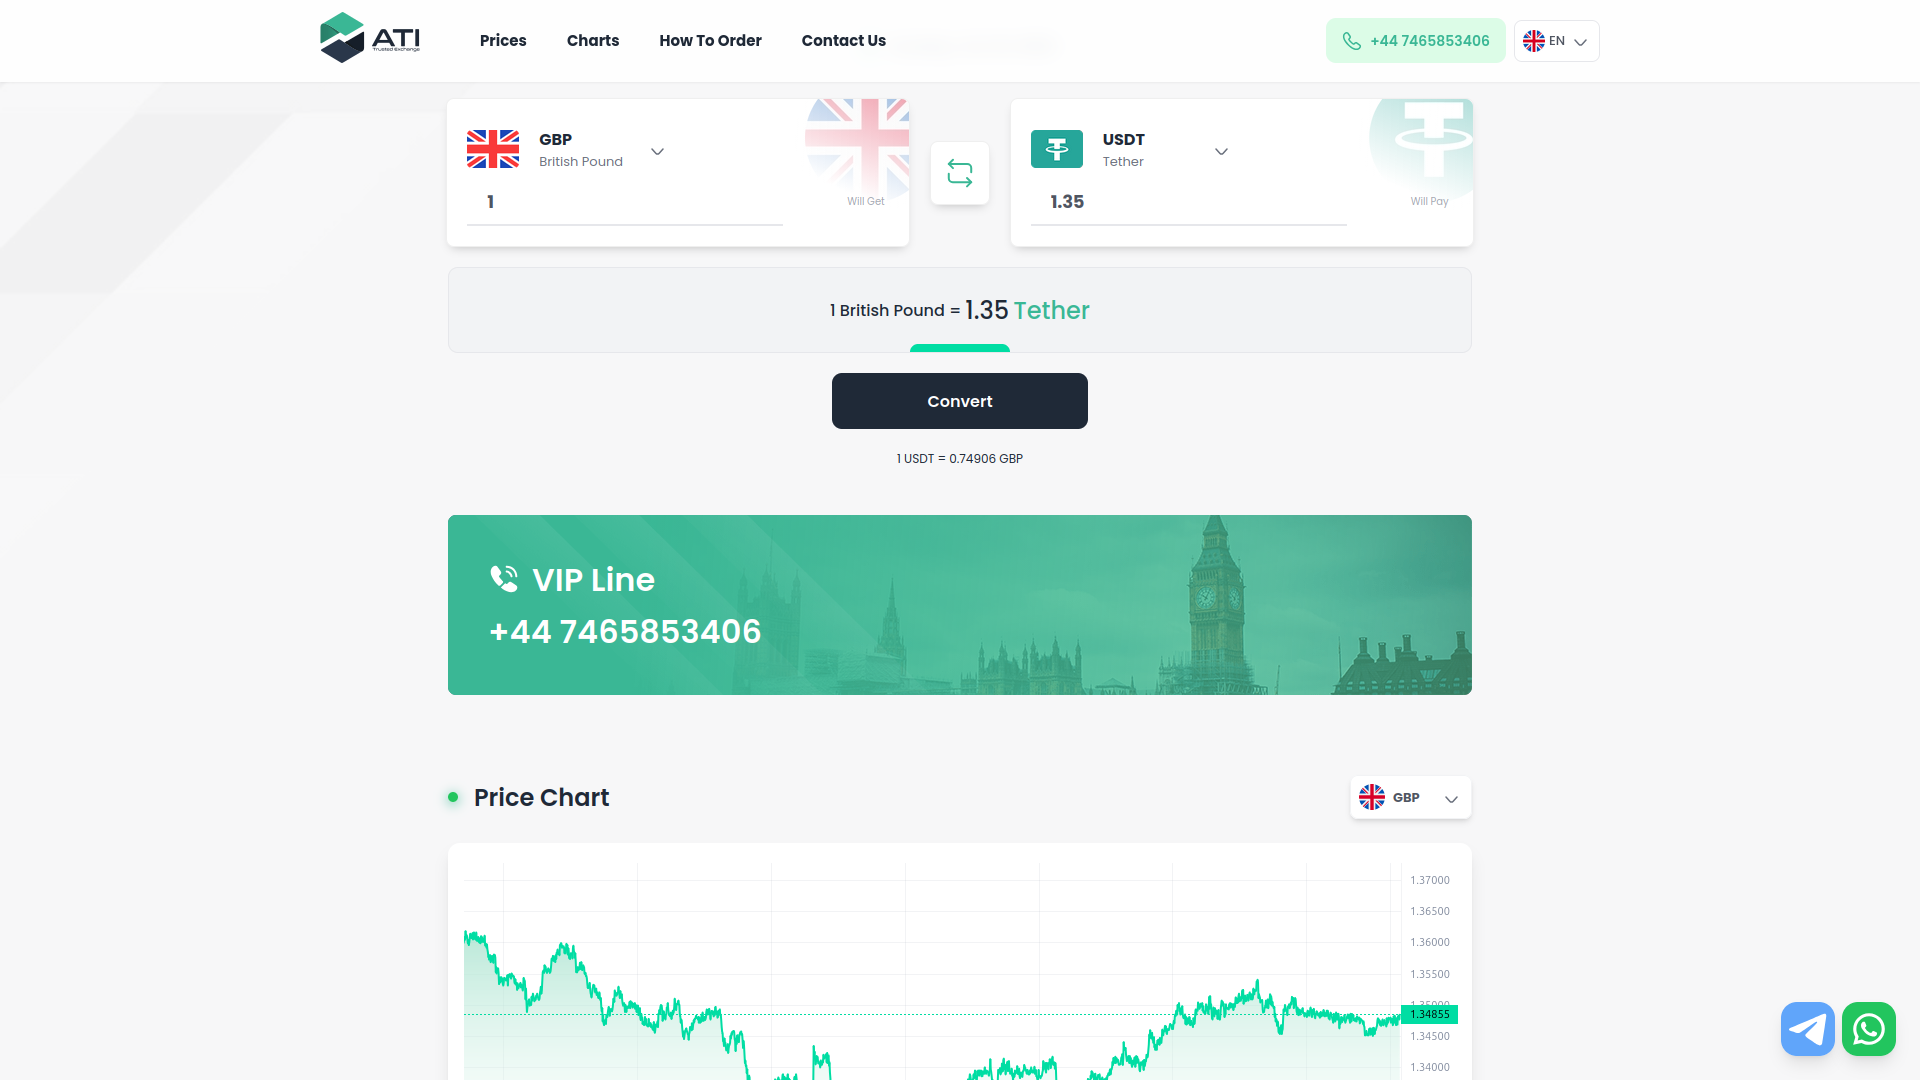 ATI
Trusted Exchange
Prices
Charts
How To Order
Contact Us
+44 7465853406
EN
GBP
British Pound
1
Will Get
USDT
Tether
1.35
Will Pay
1 British Pound = 1.35 Tether
Convert
1 USDT = 0.74906 GBP
VIP Line
+44 7465853406
Price Chart
GBP
1.37000
1.36500
1.36000
1.35500
1.35000
1.34855
1.34500
1.34000